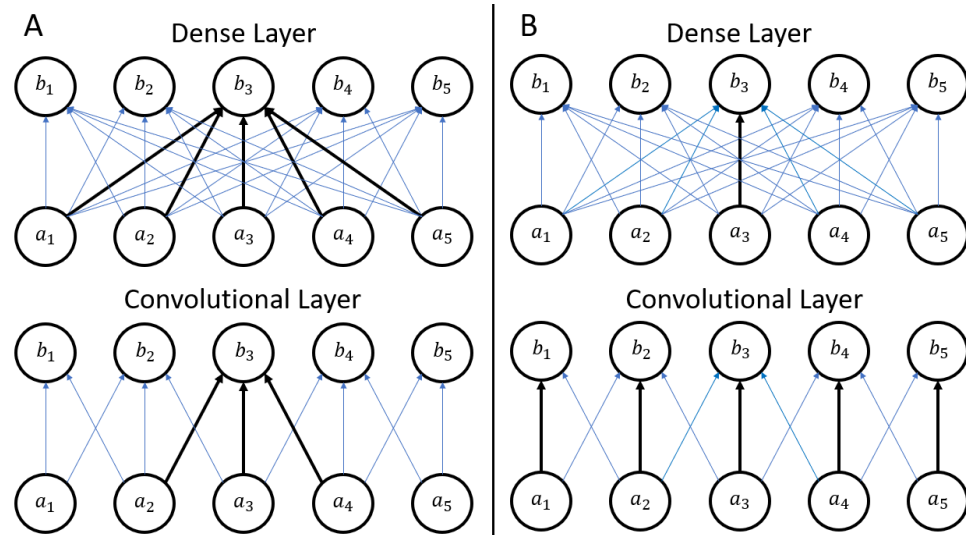 A
Dense Layer
b₁ b₂ b₃ b₄ b₅
a₁ a₂ a₃ a₄ a₅
Convolutional Layer
b₁ b₂ b₃ b₄ b₅
a₁ a₂ a₃ a₄ a₅
B
Dense Layer
b₁ b₂ b₃ b₄ b₅
a₁ a₂ a₃ a₄ a₅
Convolutional Layer
b₁ b₂ b₃ b₄ b₅
a₁ a₂ a₃ a₄ a₅